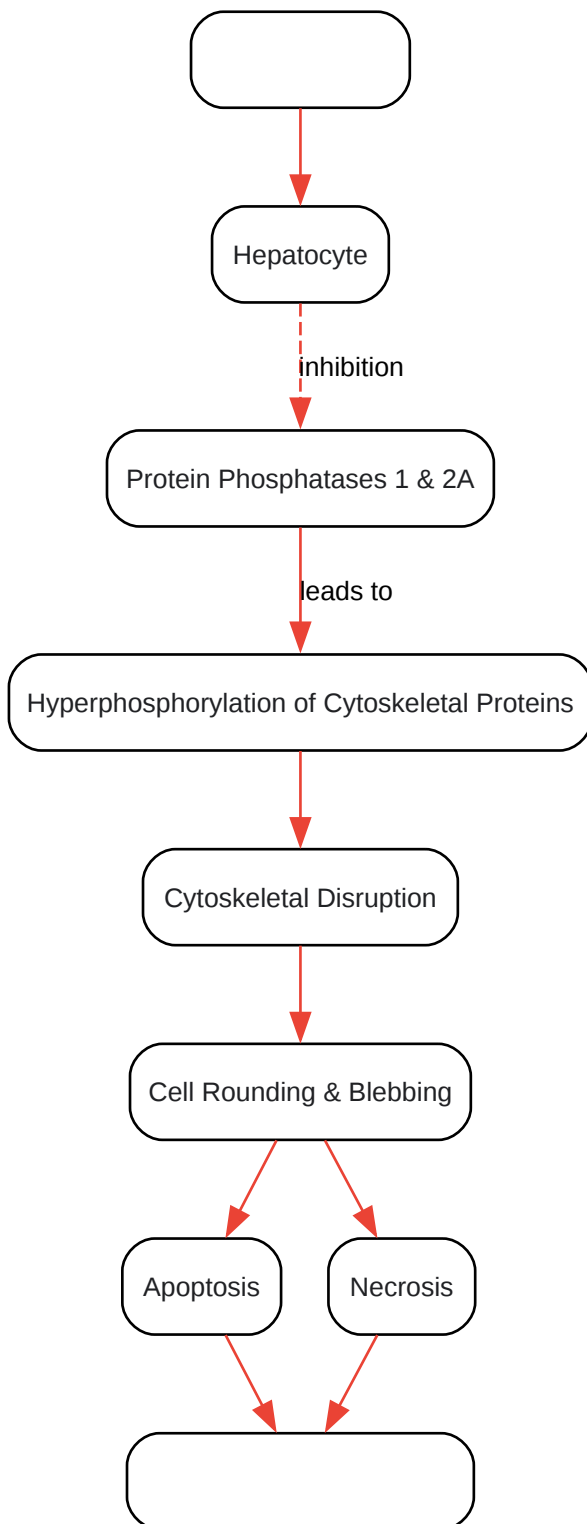 Hepatocyte
inhibition
Protein Phosphatases 1 & 2A
leads to
Hyperphosphorylation of Cytoskeletal Proteins
Cytoskeletal Disruption
Cell Rounding & Blebbing
Apoptosis
Necrosis